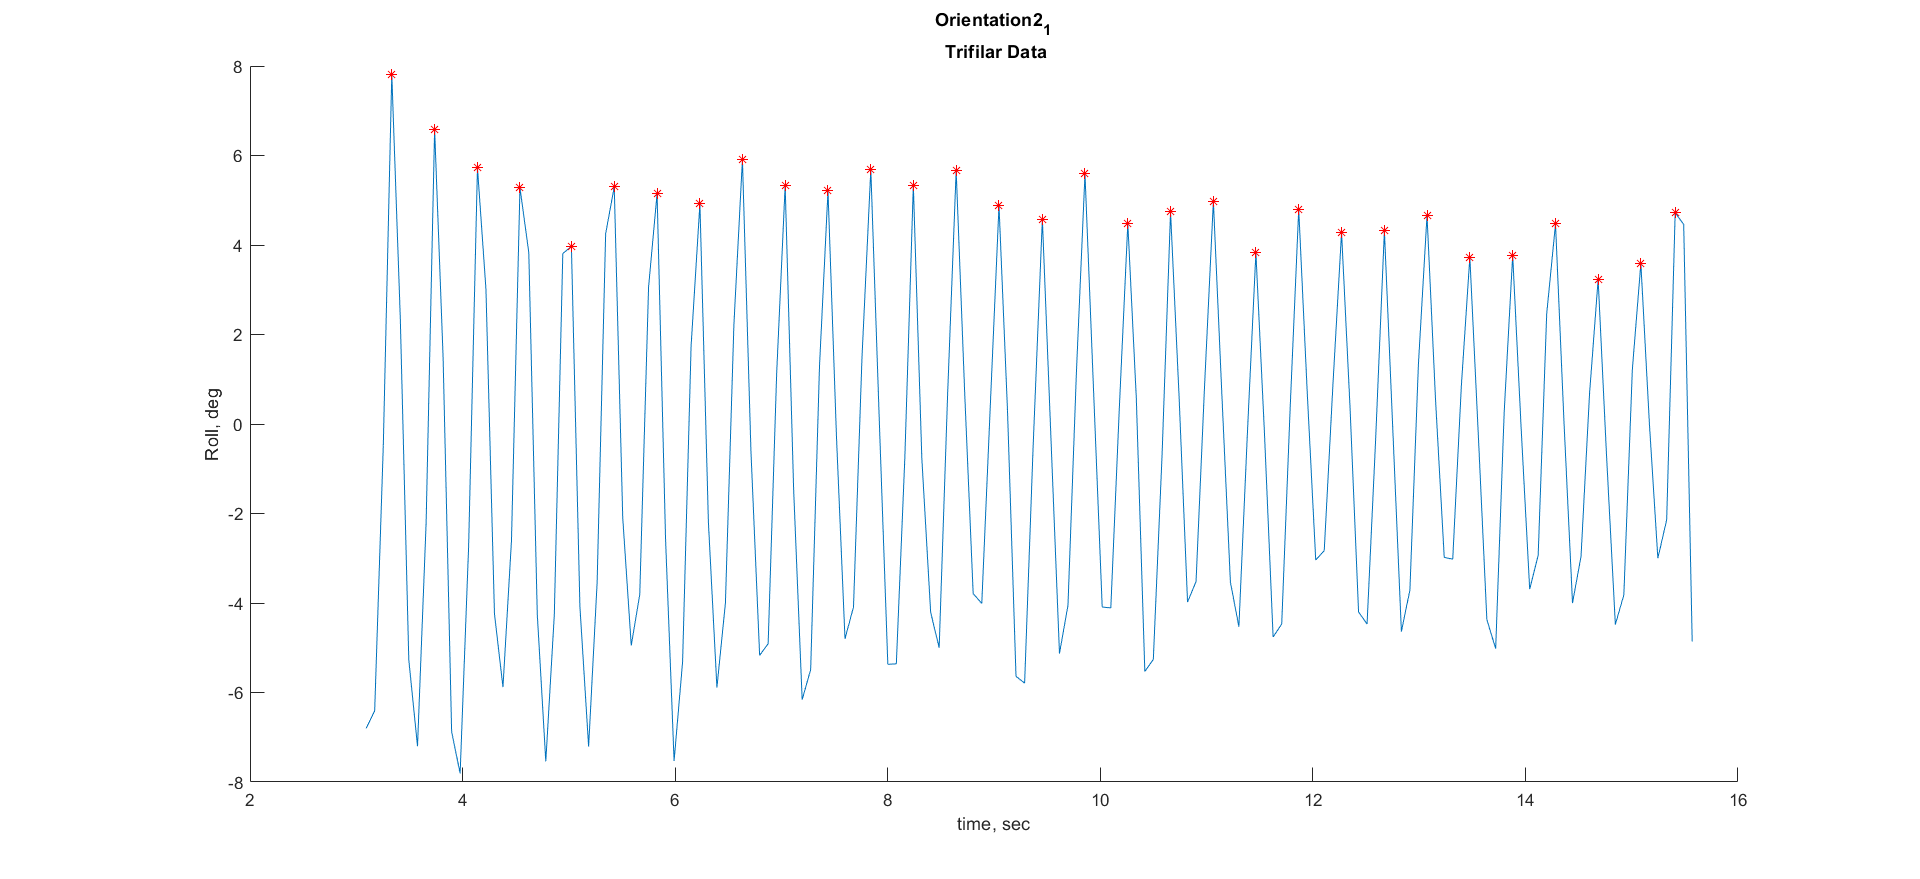 Orientation2₁
Trifilar Data
8
6
4
2
0
-2
-4
-6
-8
Roll, deg
2 4 6 8 10 12 14 16
time, sec